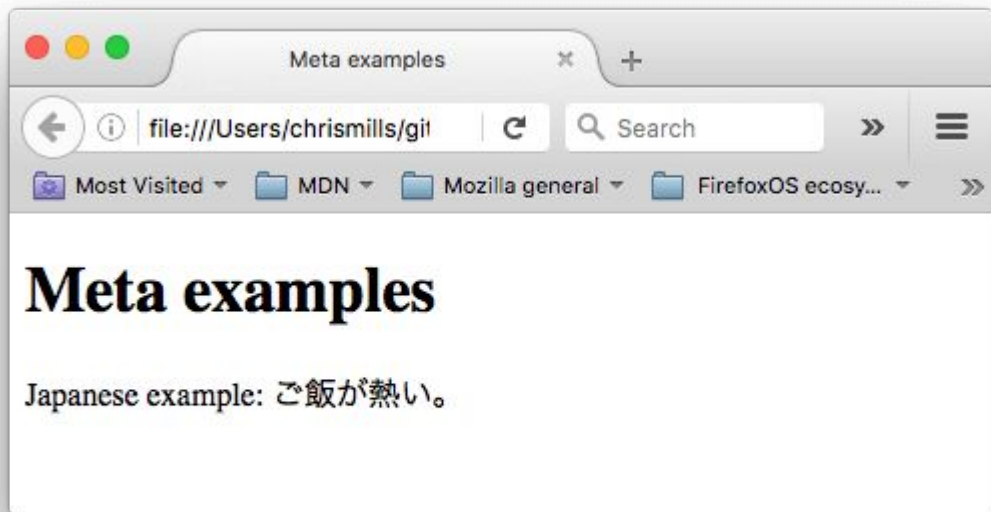 Meta examples
file:///Users/chrismills/git
Search
Most Visited MDN Mozilla general FirefoxOS ecosy...
Meta examples
Japanese example: ご飯が熱い。